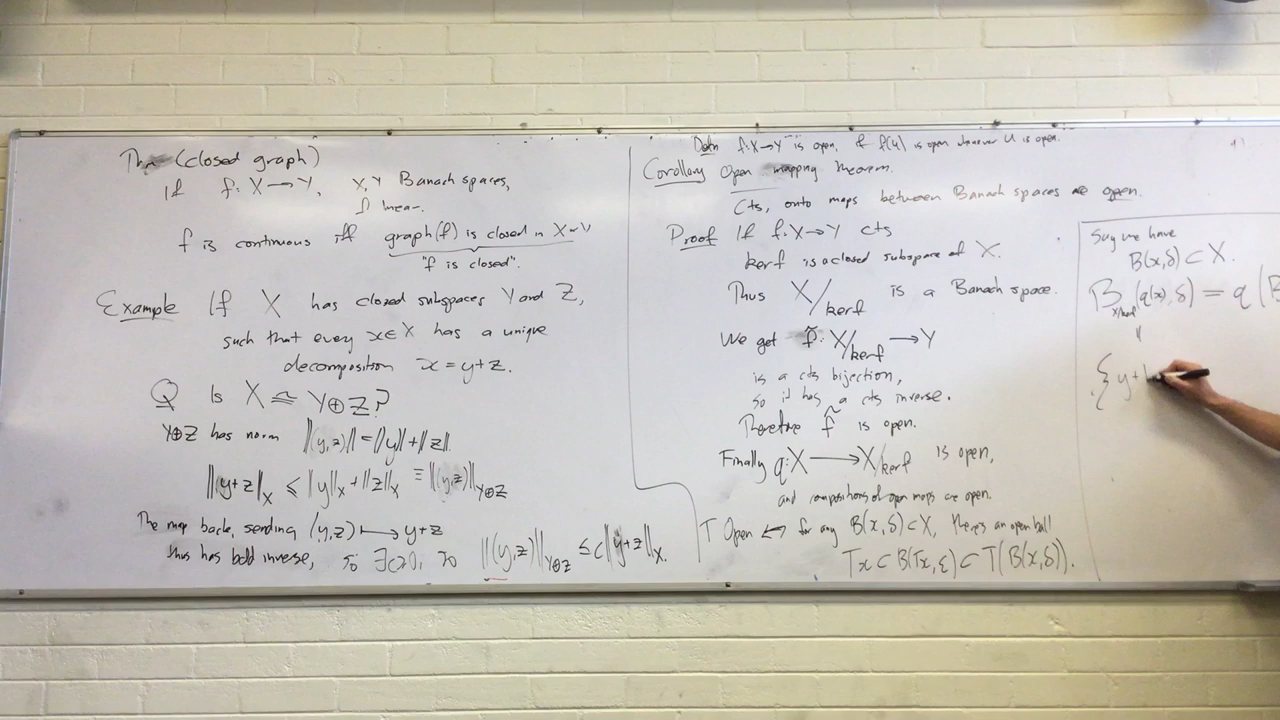 Thm (closed graph)
If f: X → Y, X, Y Banach spaces,
f linear.
f is continuous iff graph(f) is closed in X × Y
"f is closed".
Example If X has closed subspaces Y and Z,
such that every x ∈ X has a unique
decomposition x = y + z.
Q Is X ≅ Y ⊕ Z?
Y⊕Z has norm ||(y,z)|| = ||y|| + ||z||.
||y+z||_X ≤ ||y||_X + ||z||_X ≡ ||(y,z)||_{Y⊕Z}
The map back, sending (y,z) ↦ y+z
thus has bdd inverse, so ∃c>0, so ||(y,z)||_{Y⊕Z} ≤ c||y+z||_X.
Defn f: X → Y is open, if f(U) is open whenever U is open.
Corollary Open mapping theorem.
Cts, onto maps between Banach spaces are open.
Proof If f: X → Y cts
ker f is a closed subspace of X.
Thus X/ker f is a Banach space.
We get f̃: X/ker f → Y
is a cts bijection,
so it has a cts inverse.
Therefore f̃ is open.
Finally q: X → X/ker f is open,
and compositions of open maps are open.
T Open ↔ for any B(x,δ) ⊂ X, there's an open ball
Tx ⊂ B(Tx,ε) ⊂ T(B(x,δ)).
Say we have
B(x,δ) ⊂ X.
B_{X/ker f}(q(x),δ) = q(B
||
{y+